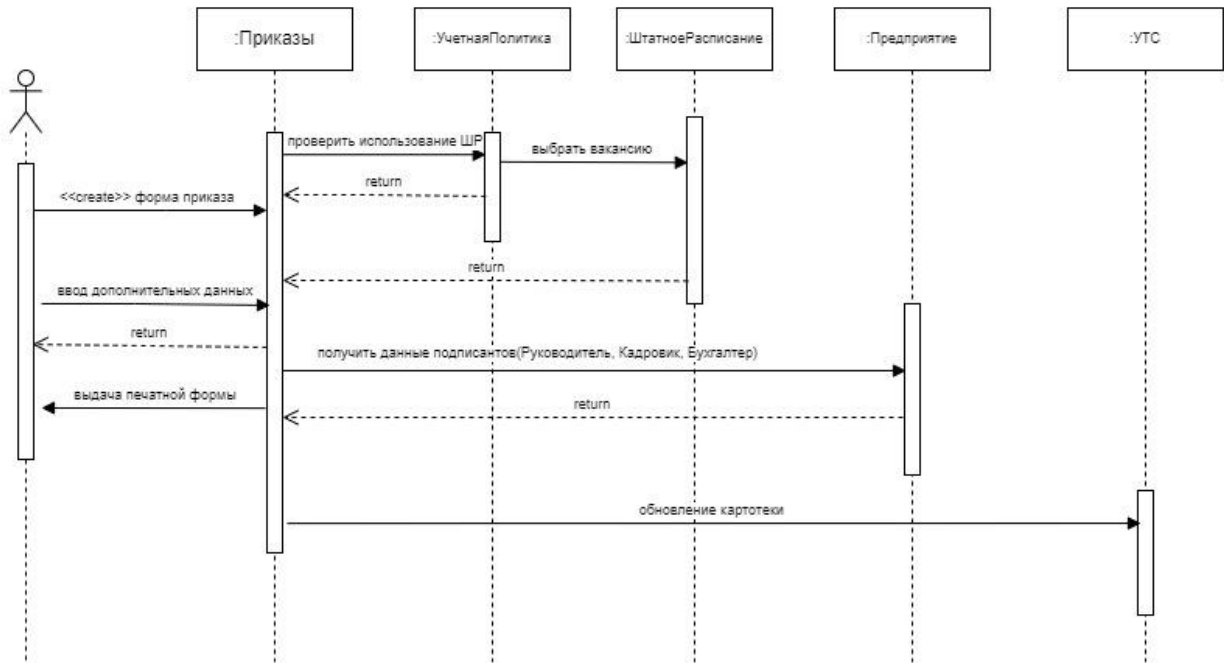 :Приказы
:УчетнаяПолитика
:ШтатноеРасписание
:Предприятие
:УТС
проверить использование ШР
выбрать вакансию
return
<<create>> форма приказа
return
ввод дополнительных данных
return
получить данные подписантов(Руководитель, Кадровик, Бухгалтер)
выдача печатной формы
return
обновление картотеки